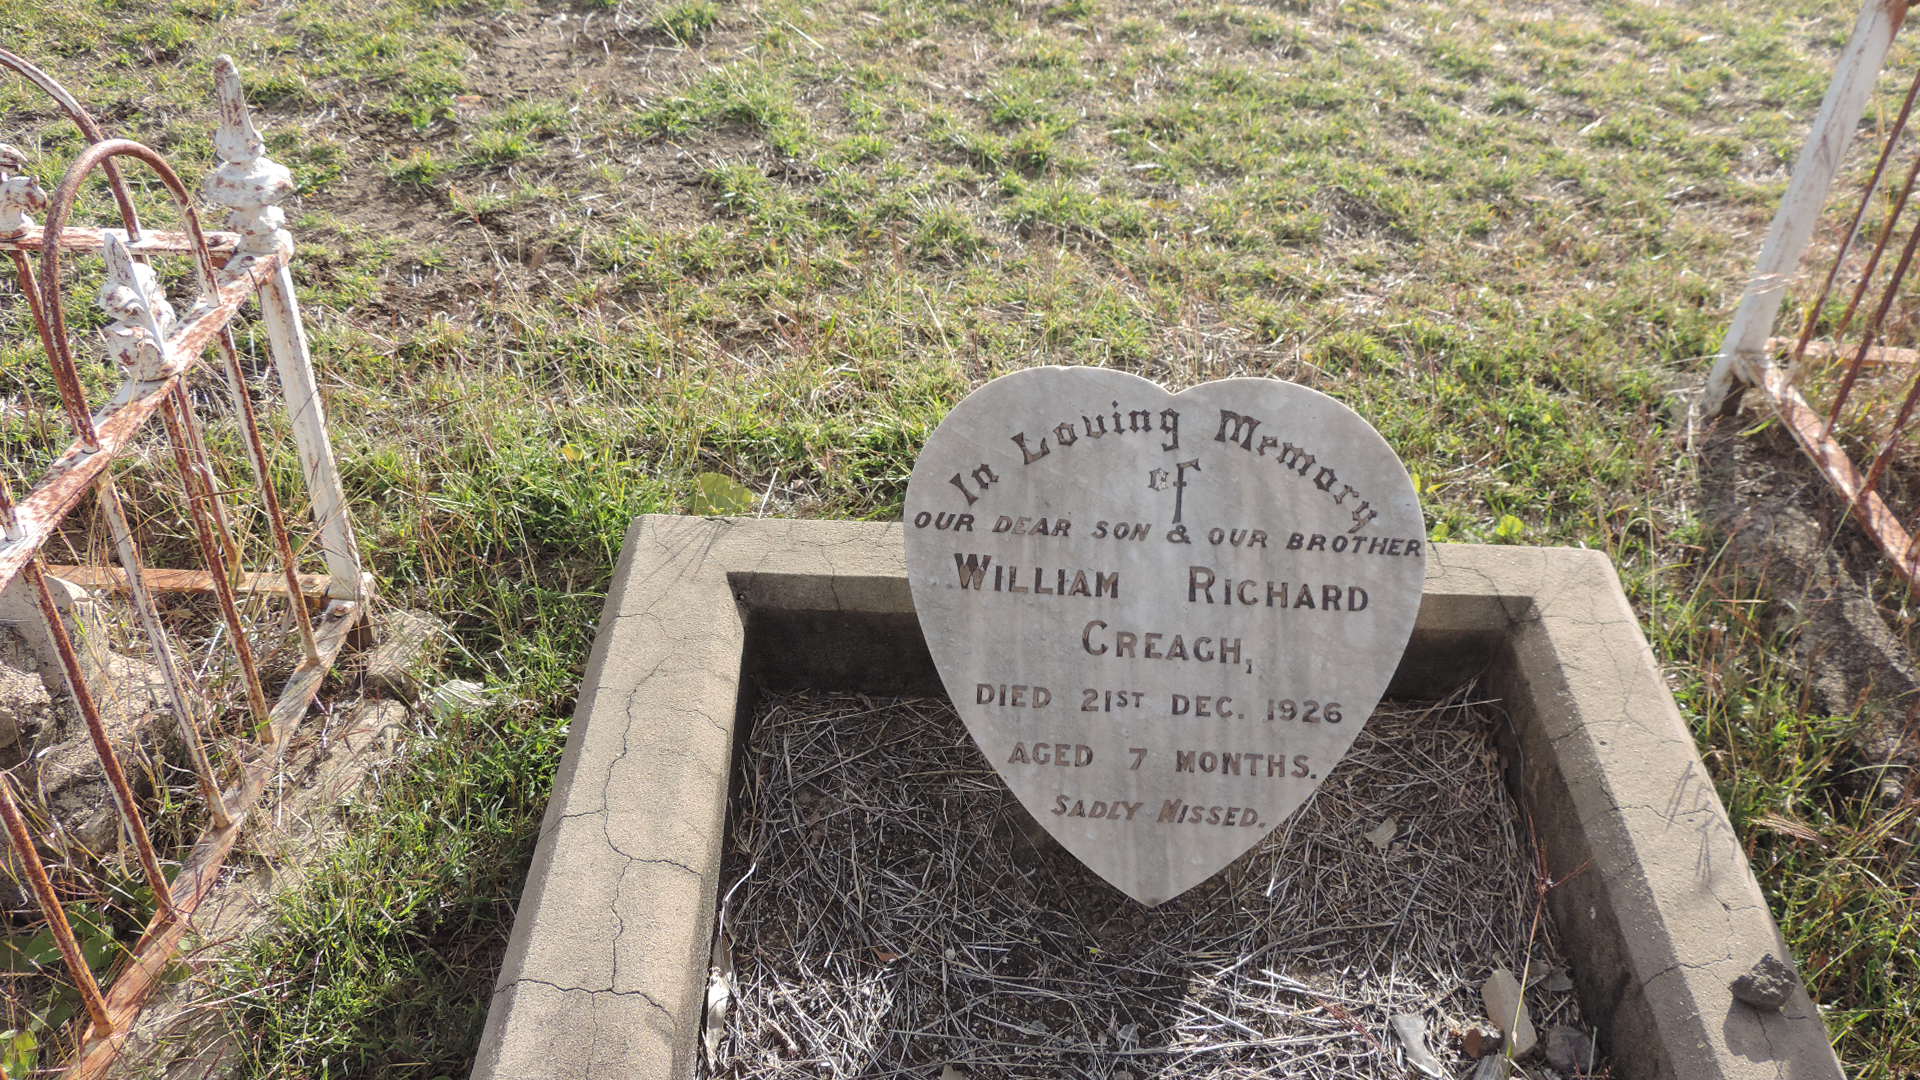 In Loving Memory
of
OUR DEAR SON & OUR BROTHER
WILLIAM RICHARD
CREAGH,
DIED 21ST DEC. 1926
AGED 7 MONTHS.
SADLY MISSED.